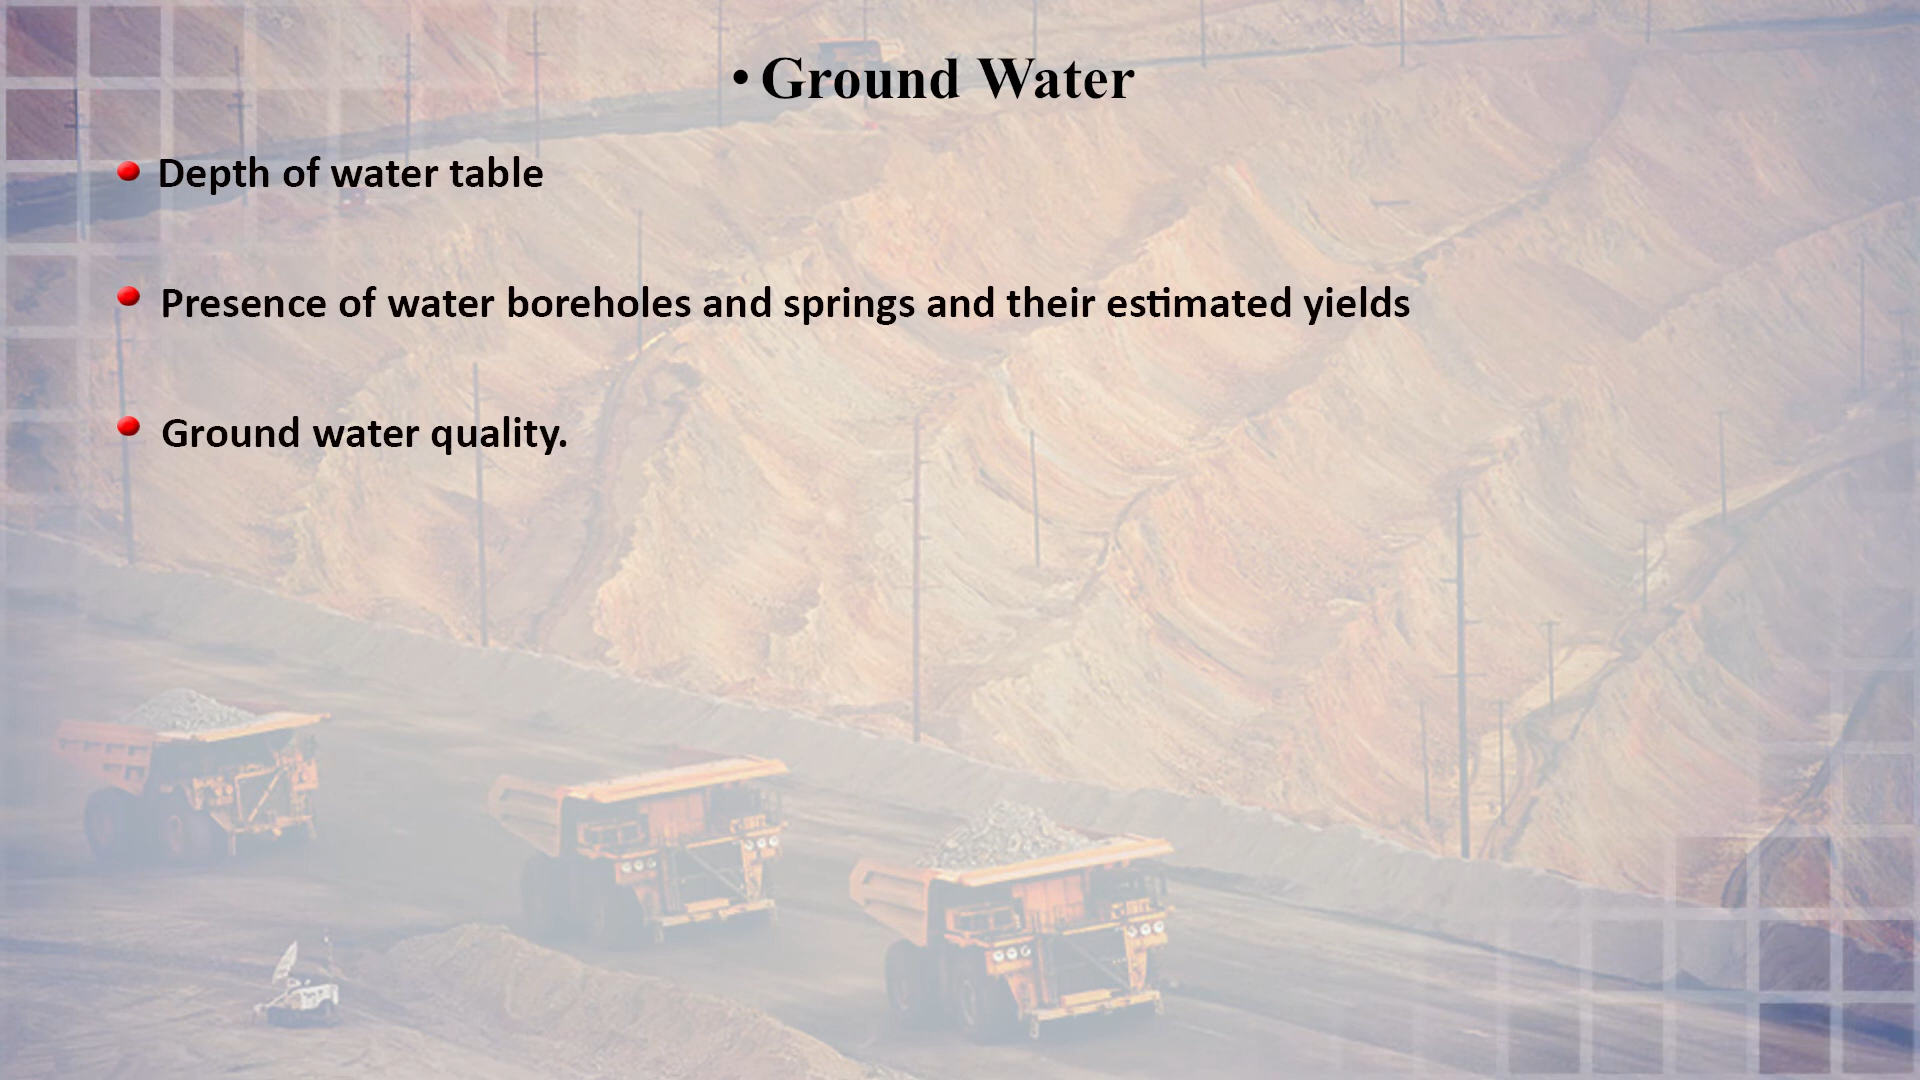 • Ground Water
Depth of water table
Presence of water boreholes and springs and their estimated yields
Ground water quality.